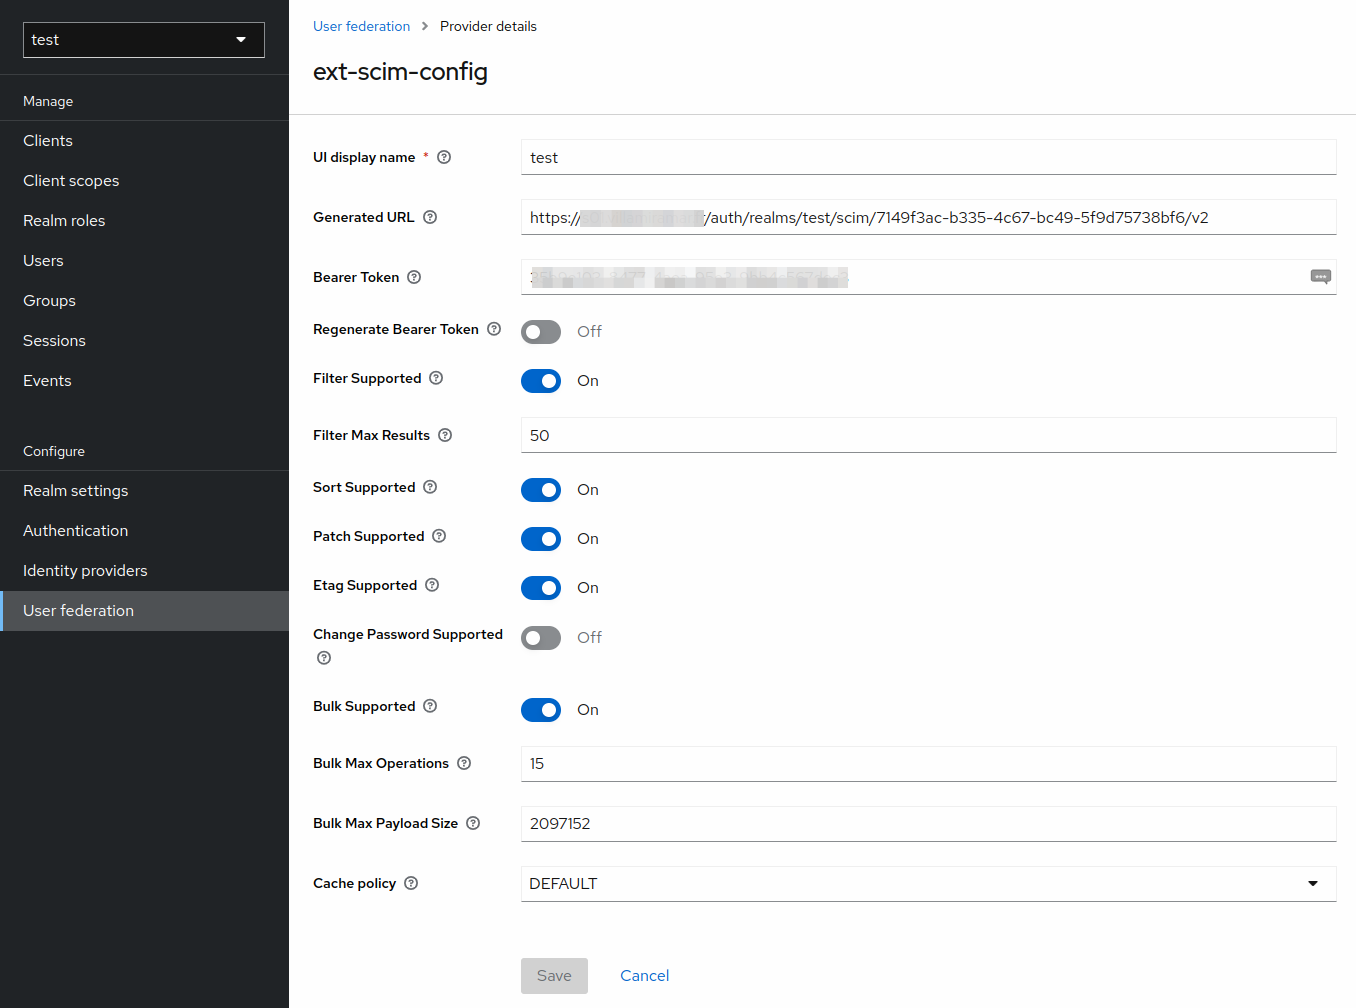 test
Manage
Clients
Client scopes
Realm roles
Users
Groups
Sessions
Events
Configure
Realm settings
Authentication
Identity providers
User federation
User federation > Provider details
ext-scim-config
UI display name * test
Generated URL https:// /auth/realms/test/scim/7149f3ac-b335-4c67-bc49-5f9d75738bf6/v2
Bearer Token
Regenerate Bearer Token Off
Filter Supported On
Filter Max Results 50
Sort Supported On
Patch Supported On
Etag Supported On
Change Password Supported Off
Bulk Supported On
Bulk Max Operations 15
Bulk Max Payload Size 2097152
Cache policy DEFAULT
Save Cancel